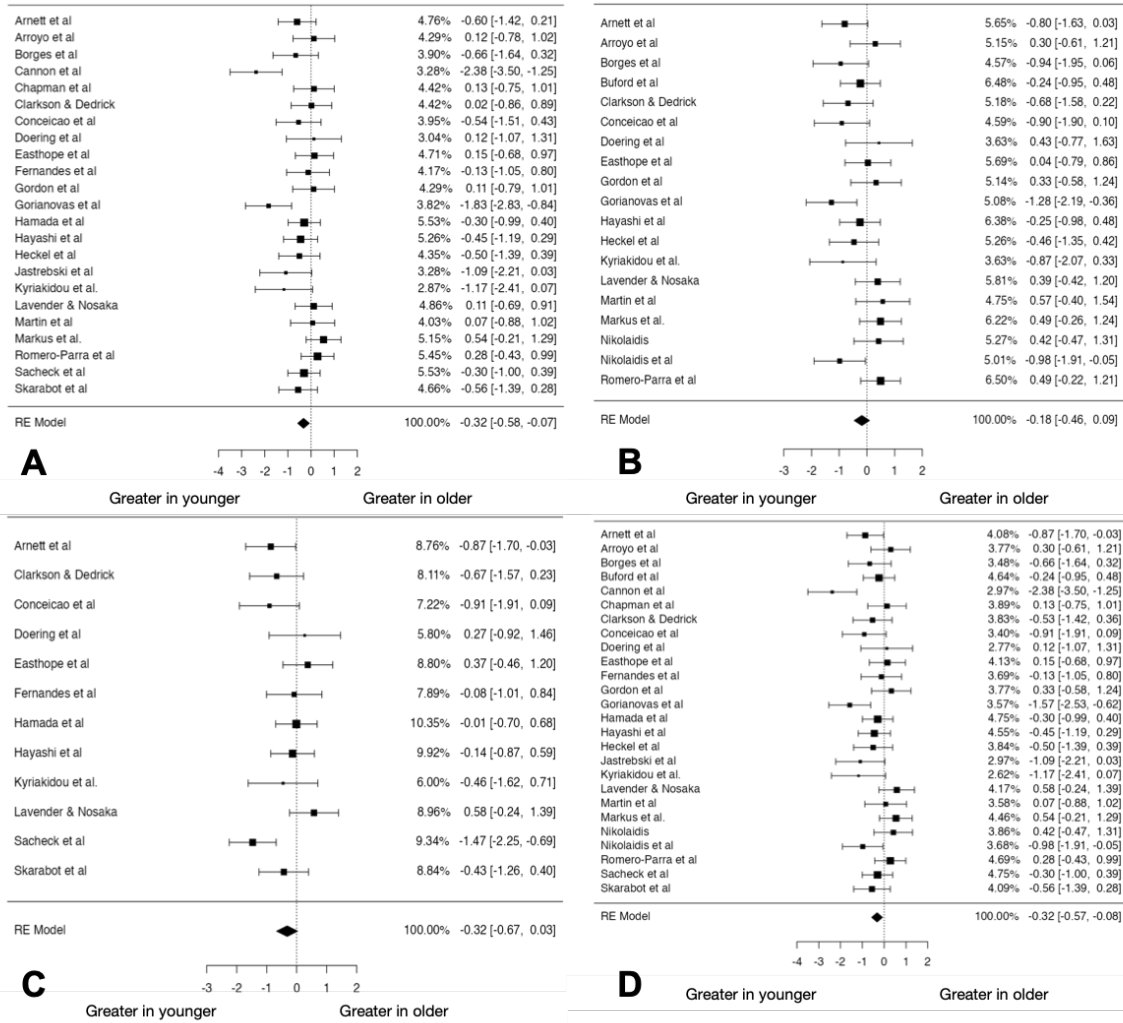 Arnett et al 4.76% -0.60 [-1.42, 0.21]
Arroyo et al 4.29% 0.12 [-0.78, 1.02]
Borges et al 3.90% -0.66 [-1.64, 0.32]
Cannon et al 3.28% -2.38 [-3.50, -1.25]
Chapman et al 4.42% 0.13 [-0.75, 1.01]
Clarkson & Dedrick 4.42% 0.02 [-0.86, 0.89]
Conceicao et al 3.95% -0.54 [-1.51, 0.43]
Doering et al 3.04% 0.12 [-1.07, 1.31]
Easthope et al 4.71% 0.15 [-0.68, 0.97]
Fernandes et al 4.17% -0.13 [-1.05, 0.80]
Gordon et al 4.29% 0.11 [-0.79, 1.01]
Gorianovas et al 3.82% -1.83 [-2.83, -0.84]
Hamada et al 5.53% -0.30 [-0.99, 0.40]
Hayashi et al 5.26% -0.45 [-1.19, 0.29]
Heckel et al 4.35% -0.50 [-1.39, 0.39]
Jastrebski et al 3.28% -1.09 [-2.21, 0.03]
Kyriakidou et al. 2.87% -1.17 [-2.41, 0.07]
Lavender & Nosaka 4.86% 0.11 [-0.69, 0.91]
Martin et al 4.03% 0.07 [-0.88, 1.02]
Markus et al. 5.15% 0.54 [-0.21, 1.29]
Romero-Parra et al 5.45% 0.28 [-0.43, 0.99]
Sacheck et al 5.53% -0.30 [-1.00, 0.39]
Skarabot et al 4.66% -0.56 [-1.39, 0.28]
RE Model 100.00% -0.32 [-0.58, -0.07]
-4 -3 -2 -1 0 1 2
A
Greater in younger Greater in older
Arnett et al 5.65% -0.80 [-1.63, 0.03]
Arroyo et al 5.15% 0.30 [-0.61, 1.21]
Borges et al 4.57% -0.94 [-1.95, 0.06]
Buford et al 6.48% -0.24 [-0.95, 0.48]
Clarkson & Dedrick 5.18% -0.68 [-1.58, 0.22]
Conceicao et al 4.59% -0.90 [-1.90, 0.10]
Doering et al 3.63% 0.43 [-0.77, 1.63]
Easthope et al 5.69% 0.04 [-0.79, 0.86]
Gordon et al 5.14% 0.33 [-0.58, 1.24]
Gorianovas et al 5.08% -1.28 [-2.19, -0.36]
Hayashi et al 6.38% -0.25 [-0.98, 0.48]
Heckel et al 5.26% -0.46 [-1.35, 0.42]
Kyriakidou et al. 3.63% -0.87 [-2.07, 0.33]
Lavender & Nosaka 5.81% 0.39 [-0.42, 1.20]
Martin et al 4.75% 0.57 [-0.40, 1.54]
Markus et al. 6.22% 0.49 [-0.26, 1.24]
Nikolaidis 5.27% 0.42 [-0.47, 1.31]
Nikolaidis et al 5.01% -0.98 [-1.91, -0.05]
Romero-Parra et al 6.50% 0.49 [-0.22, 1.21]
RE Model 100.00% -0.18 [-0.46, 0.09]
-3 -2 -1 0 1 2
B
Greater in younger Greater in older
Arnett et al 8.76% -0.87 [-1.70, -0.03]
Clarkson & Dedrick 8.11% -0.67 [-1.57, 0.23]
Conceicao et al 7.22% -0.91 [-1.91, 0.09]
Doering et al 5.80% 0.27 [-0.92, 1.46]
Easthope et al 8.80% 0.37 [-0.46, 1.20]
Fernandes et al 7.89% -0.08 [-1.01, 0.84]
Hamada et al 10.35% -0.01 [-0.70, 0.68]
Hayashi et al 9.92% -0.14 [-0.87, 0.59]
Kyriakidou et al. 6.00% -0.46 [-1.62, 0.71]
Lavender & Nosaka 8.96% 0.58 [-0.24, 1.39]
Sacheck et al 9.34% -1.47 [-2.25, -0.69]
Skarabot et al 8.84% -0.43 [-1.26, 0.40]
RE Model 100.00% -0.32 [-0.67, 0.03]
-3 -2 -1 0 1 2
C
Greater in younger Greater in older
Arnett et al 4.08% -0.87 [-1.70, -0.03]
Arroyo et al 3.77% 0.30 [-0.61, 1.21]
Borges et al 3.48% -0.66 [-1.64, 0.32]
Buford et al 4.64% -0.24 [-0.95, 0.48]
Cannon et al 2.97% -2.38 [-3.50, -1.25]
Chapman et al 3.89% 0.13 [-0.75, 1.01]
Clarkson & Dedrick 3.83% -0.53 [-1.42, 0.36]
Conceicao et al 3.40% -0.91 [-1.91, 0.09]
Doering et al 2.77% 0.12 [-1.07, 1.31]
Easthope et al 4.13% 0.15 [-0.68, 0.97]
Fernandes et al 3.69% -0.13 [-1.05, 0.80]
Gordon et al 3.77% 0.33 [-0.58, 1.24]
Gorianovas et al 3.57% -1.57 [-2.53, -0.62]
Hamada et al 4.75% -0.30 [-0.99, 0.40]
Hayashi et al 4.55% -0.45 [-1.19, 0.29]
Heckel et al 3.84% -0.50 [-1.39, 0.39]
Jastrebski et al 2.97% -1.09 [-2.21, 0.03]
Kyriakidou et al. 2.62% -1.17 [-2.41, 0.07]
Lavender & Nosaka 4.17% 0.58 [-0.24, 1.39]
Martin et al 3.58% 0.07 [-0.88, 1.02]
Markus et al. 4.46% 0.54 [-0.21, 1.29]
Nikolaidis 3.86% 0.42 [-0.47, 1.31]
Nikolaidis et al 3.68% -0.98 [-1.91, -0.05]
Romero-Parra et al 4.69% 0.28 [-0.43, 0.99]
Sacheck et al 4.75% -0.30 [-1.00, 0.39]
Skarabot et al 4.09% -0.56 [-1.39, 0.28]
RE Model 100.00% -0.32 [-0.57, -0.08]
-4 -3 -2 -1 0 1 2
D
Greater in younger Greater in older